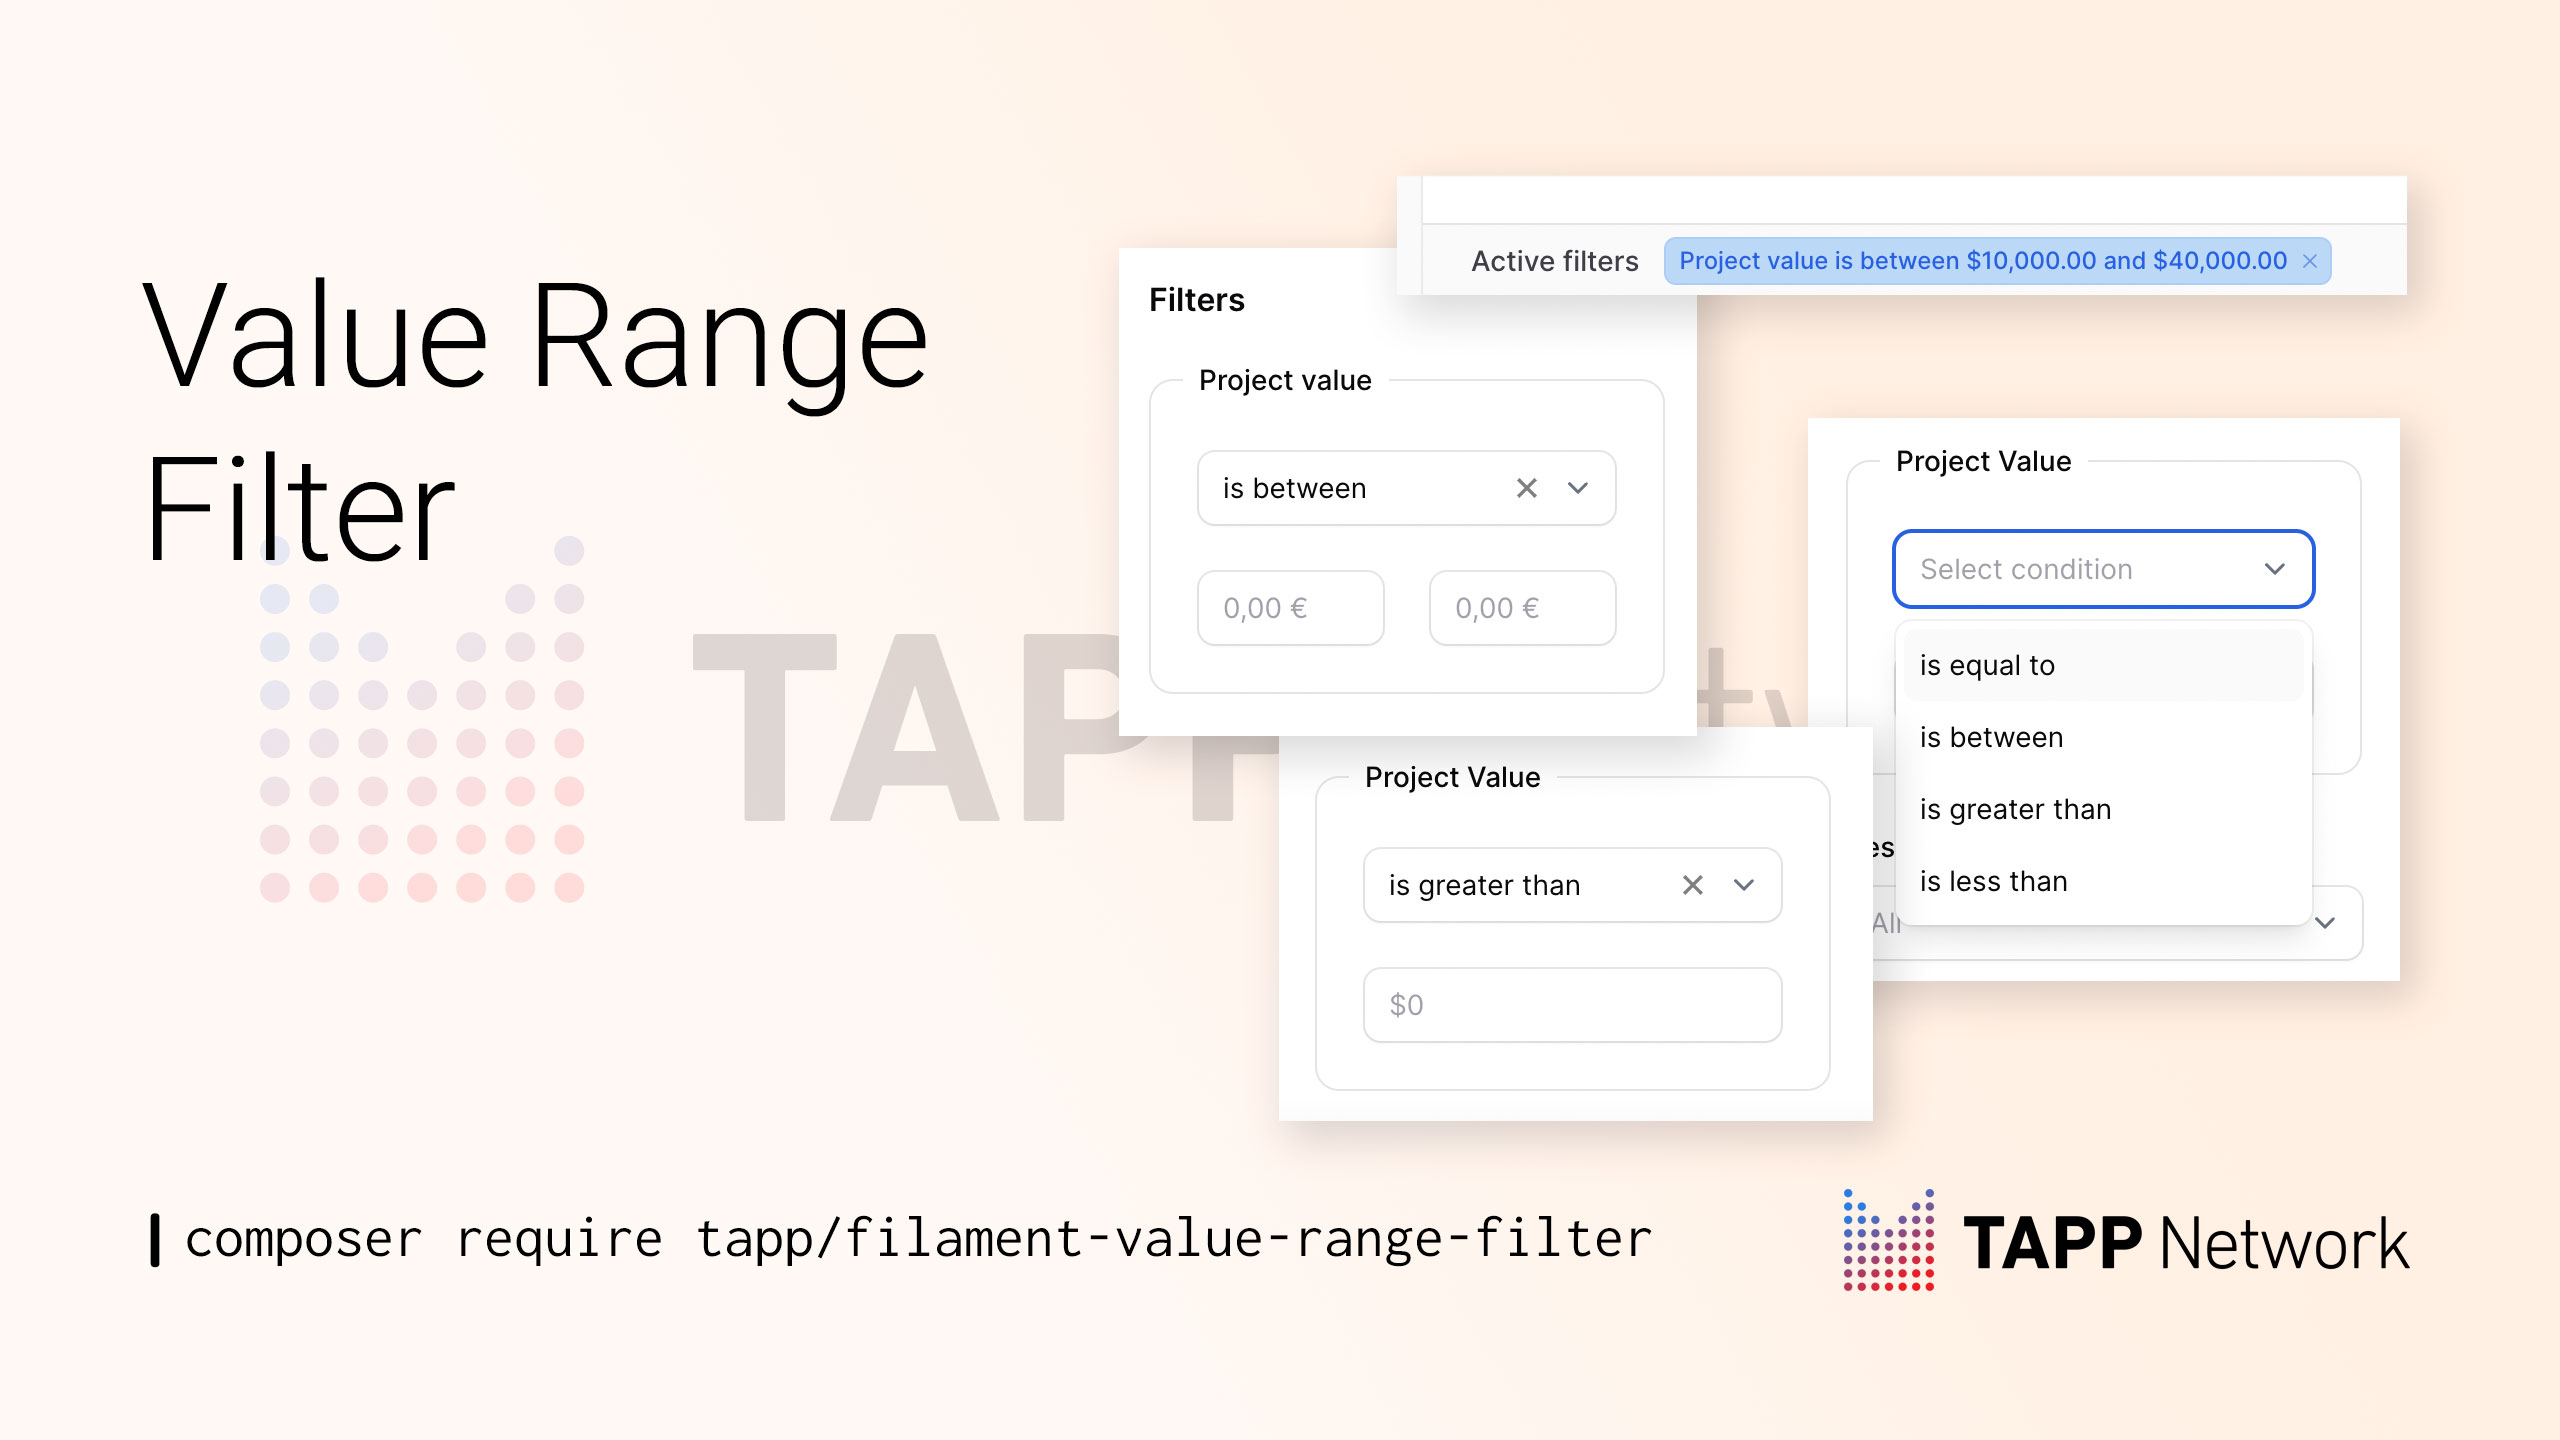 Value Range
Filter
Active filters
Project value is between $10,000.00 and $40,000.00
Filters
Project value
is between
0,00 €
0,00 €
Project Value
Select condition
is equal to
is between
is greater than
is less than
All
Project Value
is greater than
$0
TAPP
composer require tapp/filament-value-range-filter
TAPP Network